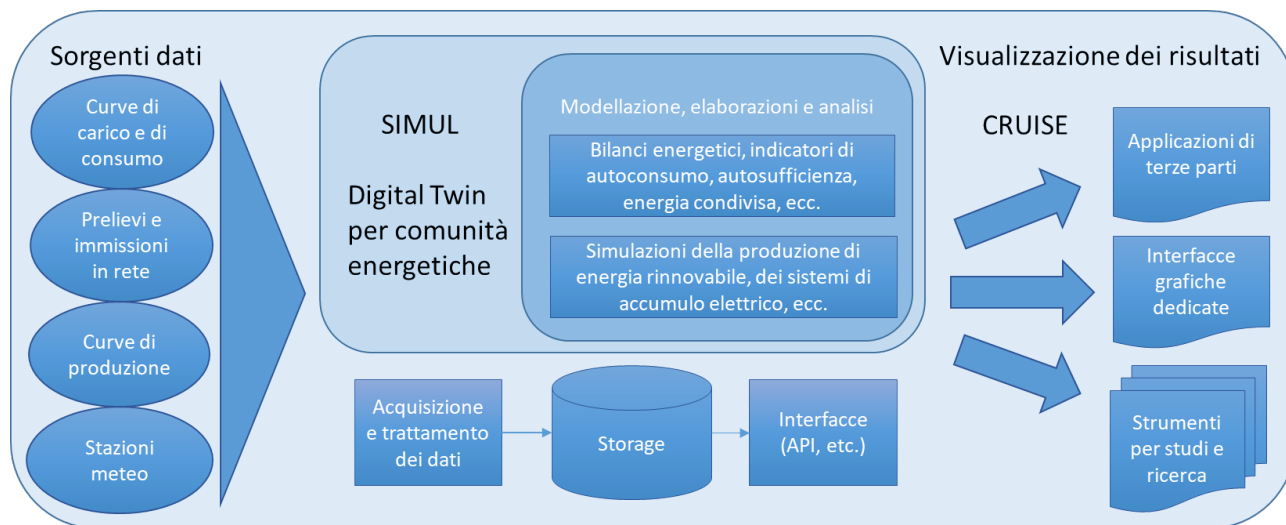 Sorgenti dati
Curve di
carico e di
consumo
Prelievi e
immissioni
in rete
Curve di
produzione
Stazioni
meteo
SIMUL
Digital Twin
per comunità
energetiche
Modellazione, elaborazioni e analisi
Bilanci energetici, indicatori di
autoconsumo, autosufficienza,
energia condivisa, ecc.
Simulazioni della produzione di
energia rinnovabile, dei sistemi di
accumulo elettrico, ecc.
Acquisizione
e trattamento
dei dati
Storage
Interfacce
(API, etc.)
Visualizzazione dei risultati
CRUISE
Applicazioni di
terze parti
Interfacce
grafiche
dedicate
Strumenti
per studi e
ricerca